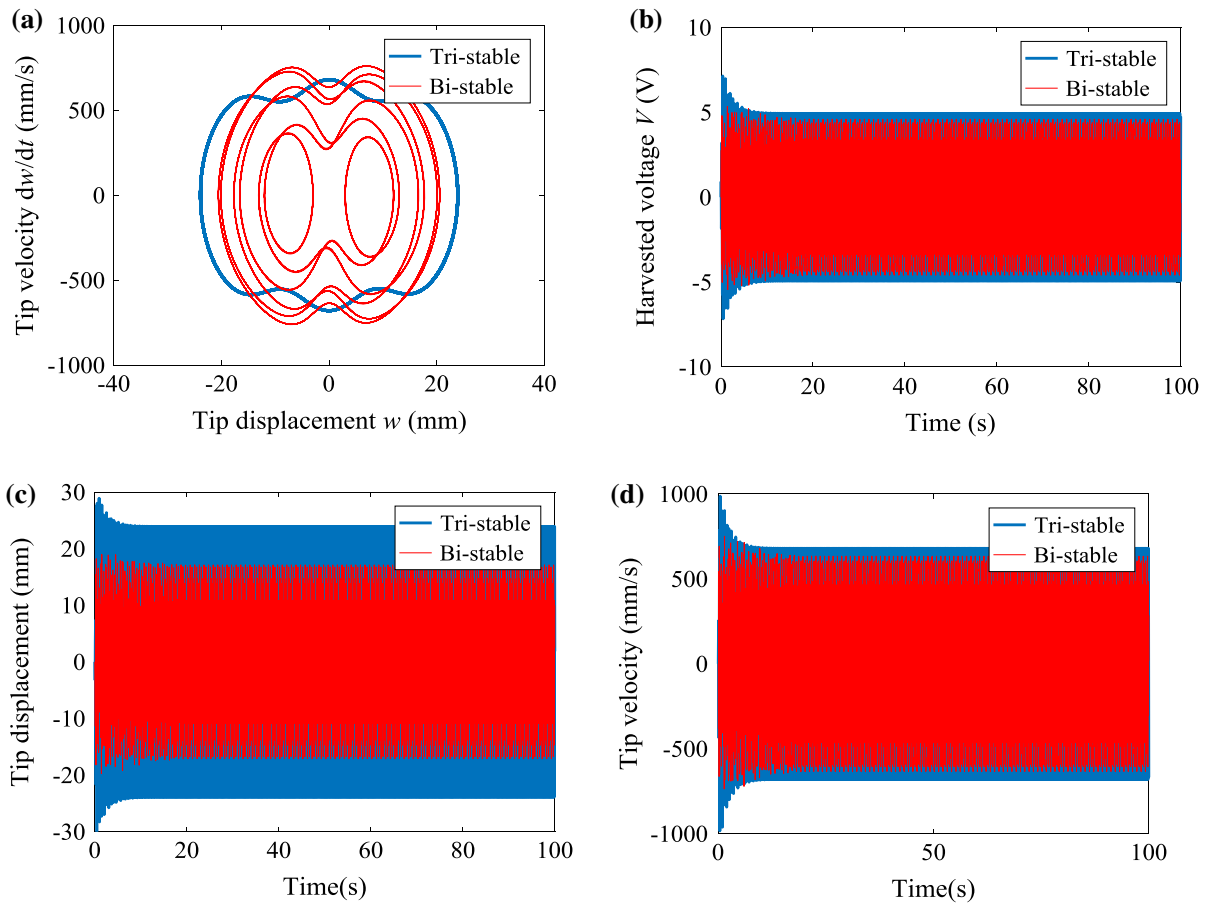 (a)
1000
500
0
-500
-1000
Tip velocity dw/dt (mm/s)
Tri-stable
Bi-stable
-40
-20
0
20
40
Tip displacement w (mm)
(b)
10
5
0
-5
-10
Harvested voltage V (V)
Tri-stable
Bi-stable
0
20
40
60
80
100
Time (s)
(c)
30
20
10
0
-10
-20
-30
Tip displacement (mm)
Tri-stable
Bi-stable
0
20
40
60
80
100
Time(s)
(d)
1000
500
0
-500
-1000
Tip velocity (mm/s)
Tri-stable
Bi-stable
0
50
100
Time(s)